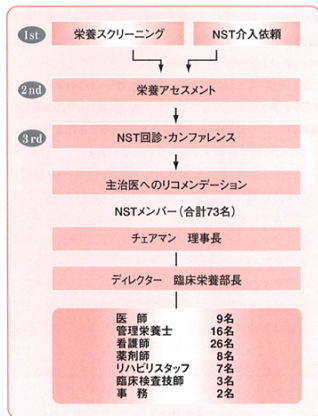 1st 栄養スクリーニング NST介入依頼
2nd 栄養アセスメント
3rd NST回診・カンファレンス
主治医へのリコメンデーション
NSTメンバー（合計73名）
チェアマン 理事長
ディレクター 臨床栄養部長
医 師 9名
管理栄養士 16名
看護師 26名
薬剤師 8名
リハビリスタッフ 7名
臨床検査技師 3名
事 務 2名